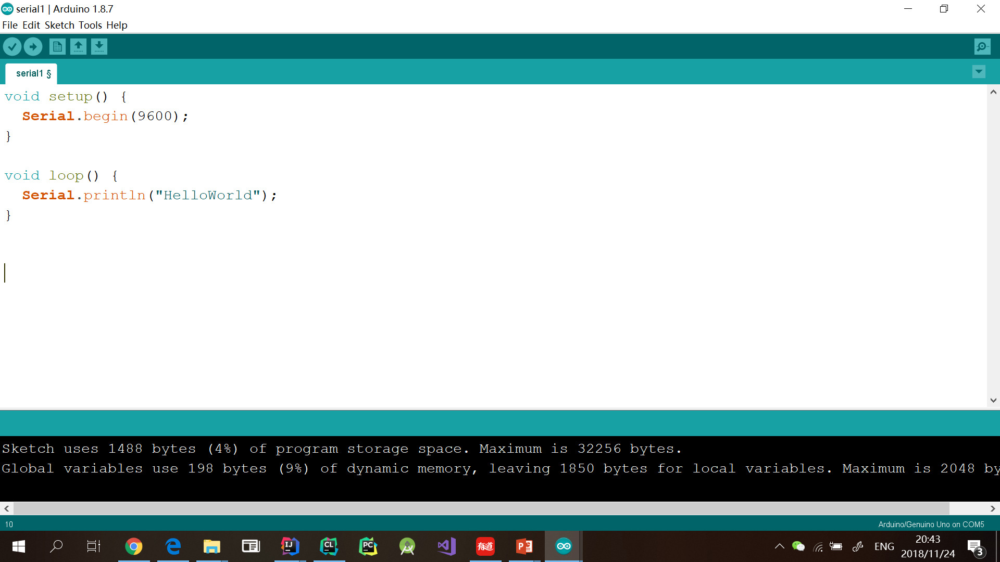 serial1 | Arduino 1.8.7
File Edit Sketch Tools Help
serial1 §
void setup() {
  Serial.begin(9600);
}
void loop() {
  Serial.println("HelloWorld");
}
Sketch uses 1488 bytes (4%) of program storage space. Maximum is 32256 bytes.
Global variables use 198 bytes (9%) of dynamic memory, leaving 1850 bytes for local variables. Maximum is 2048 by
10
Arduino/Genuino Uno on COM5
IJ
CL
PC
有道
P
ENG
20:43
2018/11/24
3